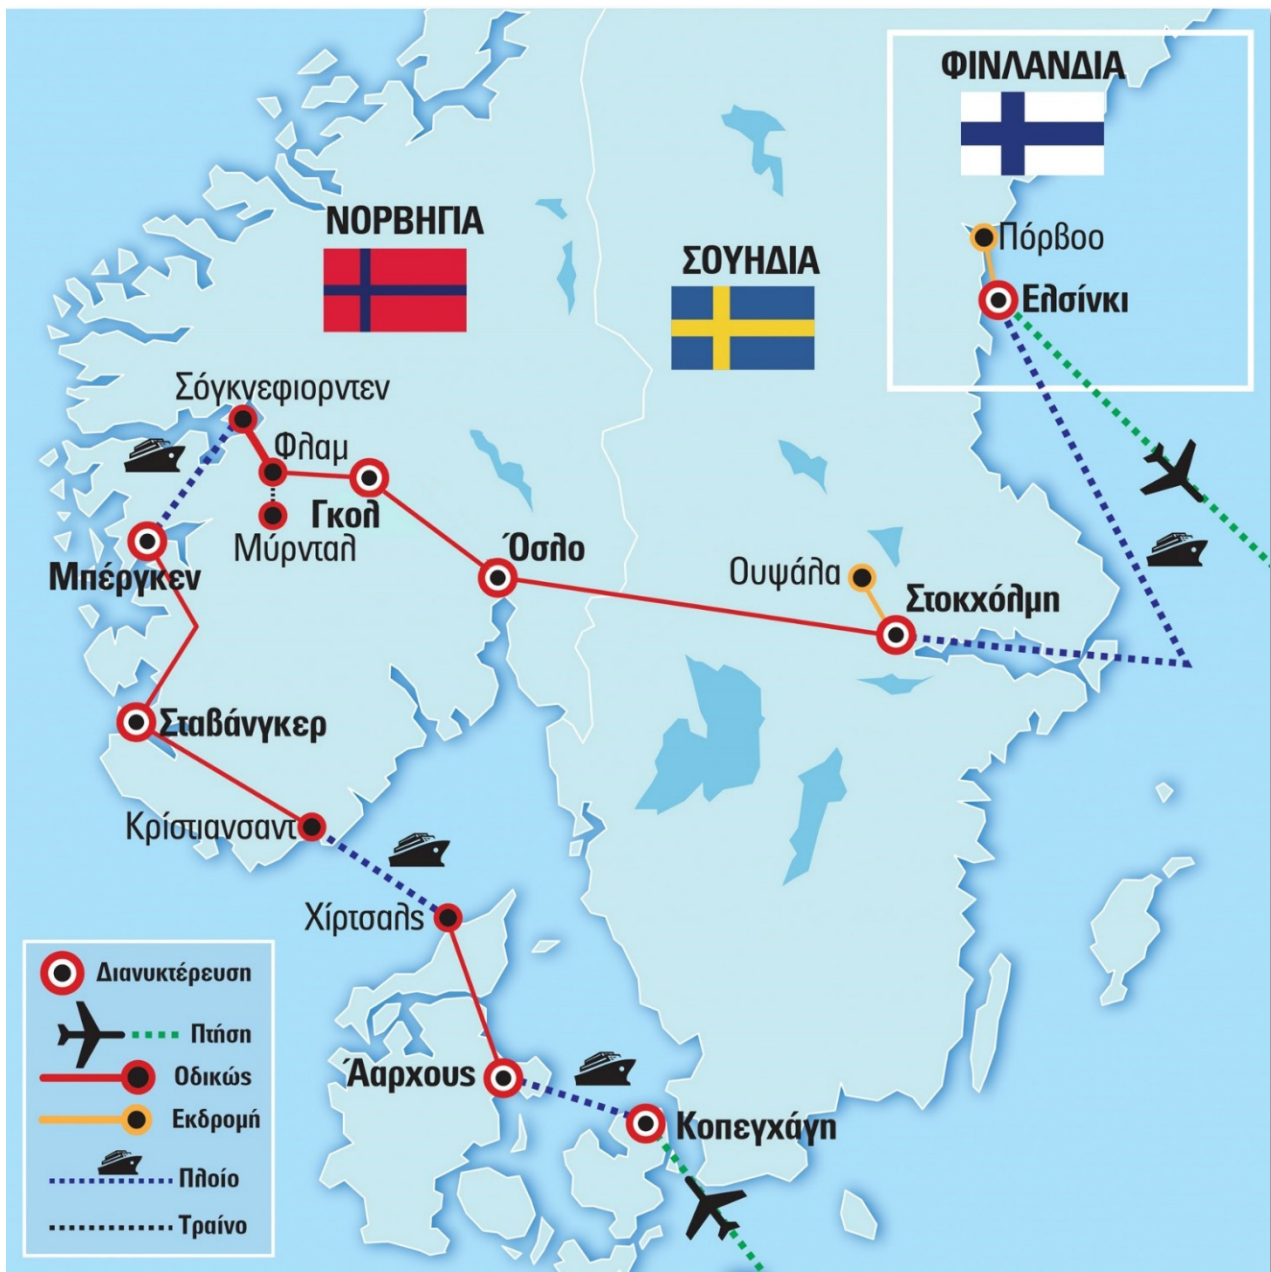 ΦΙΝΛΑΝΔΙΑ
ΝΟΡΒΗΓΙΑ
Πόρβοο
ΣΟΥΗΔΙΑ
Ελσίνκι
Σόγκνεφιορντεν
Φλαμ
Γκολ
Μύρνταλ
Όσλο
Μπέργκεν
Ουψάλα
Στοκχόλμη
Σταβάνγκερ
Κρίστιανσαντ
Χίρτσαλς
Άαρχους
Κοπεγχάγη
Διανυκτέρευση
Πτήση
Οδικώς
Εκδρομή
Πλοίο
Τραίνο